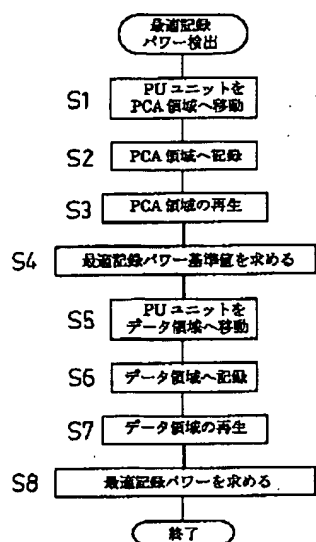 最適記録
パワー検出
S1
PUユニットを
PCA領域へ移動
S2
PCA領域へ記録
S3
PCA領域の再生
S4
最適記録パワー基準値を求める
S5
PUユニットを
データ領域へ移動
S6
データ領域へ記録
S7
データ領域の再生
S8
最適記録パワーを求める
終了